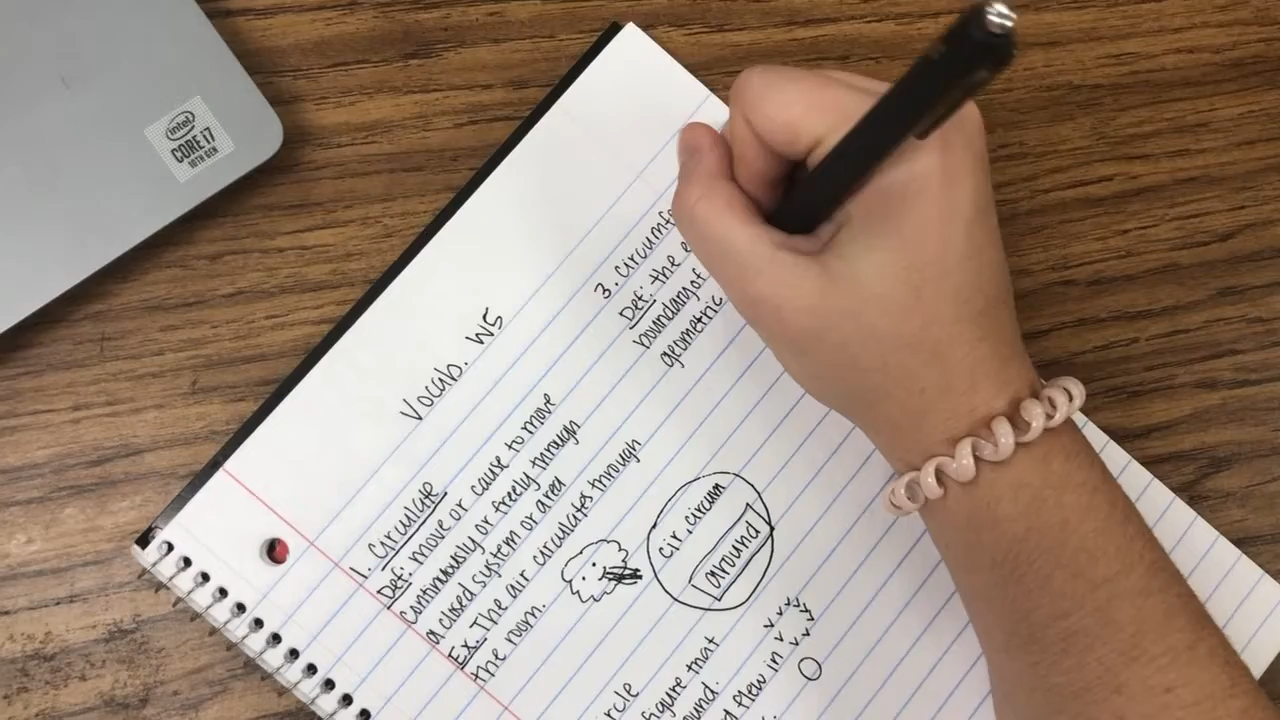 intel
CORE i7
10TH GEN
Vocab. W5
1. Circulate
Def: move or cause to move
continuously or freely through
a closed system or area
Ex. The air circulates through
the room.
cir, circum
around
3. Circumfe
Def: the e
boundary of
geometric
rcle
figure that
ound.
d flew in